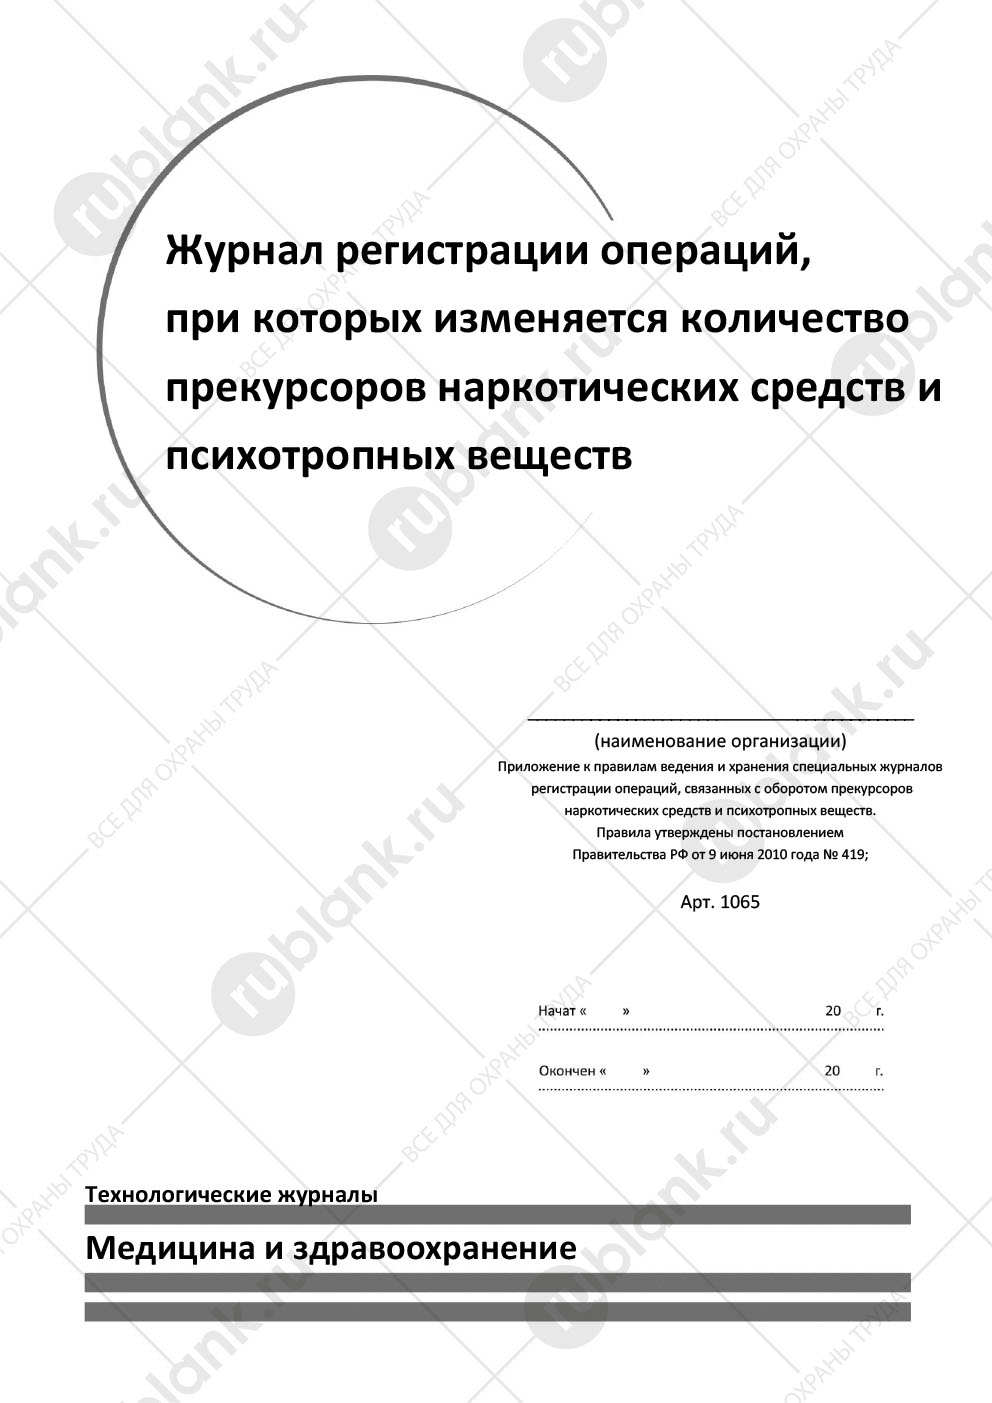 Журнал регистрации операций,
при которых изменяется количество
прекурсоров наркотических средств и
психотропных веществ
(наименование организации)
Приложение к правилам ведения и хранения специальных журналов
регистрации операций, связанных с оборотом прекурсоров
наркотических средств и психотропных веществ.
Правила утверждены постановлением
Правительства РФ от 9 июня 2010 года № 419;
Арт. 1065
Начат « » 20 г.
Окончен « » 20 г.
Технологические журналы
Медицина и здравоохранение
rublank.ru
ВСЕ ДЛЯ ОХРАНЫ ТРУДА